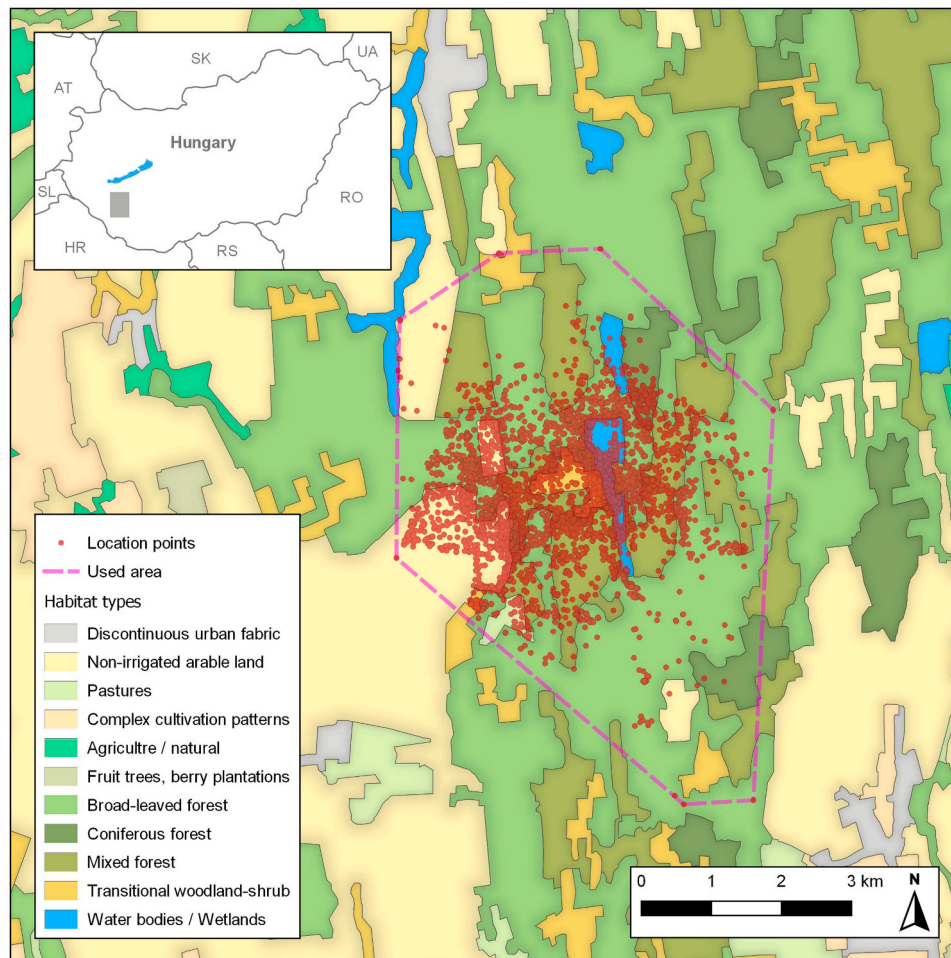 SK
UA
AT
Hungary
SL
RO
HR
RS
Location points
Used area
Habitat types
Discontinuous urban fabric
Non-irrigated arable land
Pastures
Complex cultivation patterns
Agricultre / natural
Fruit trees, berry plantations
Broad-leaved forest
Coniferous forest
Mixed forest
Transitional woodland-shrub
Water bodies / Wetlands
0 1 2 3 km
N